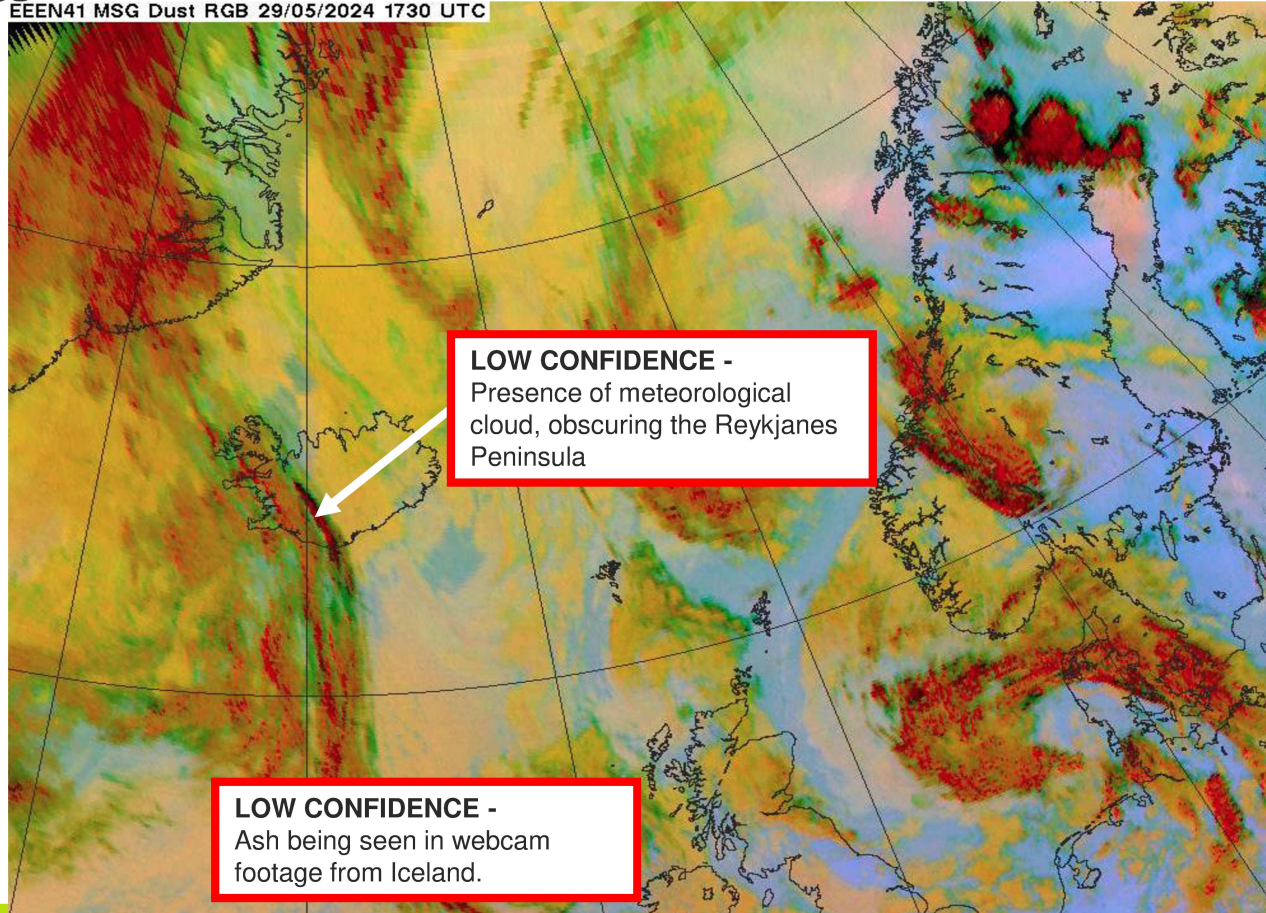 EEEN41 MSG Dust RGB 29/05/2024 1730 UTC
LOW CONFIDENCE -
Presence of meteorological
cloud, obscuring the Reykjanes
Peninsula
LOW CONFIDENCE -
Ash being seen in webcam
footage from Iceland.